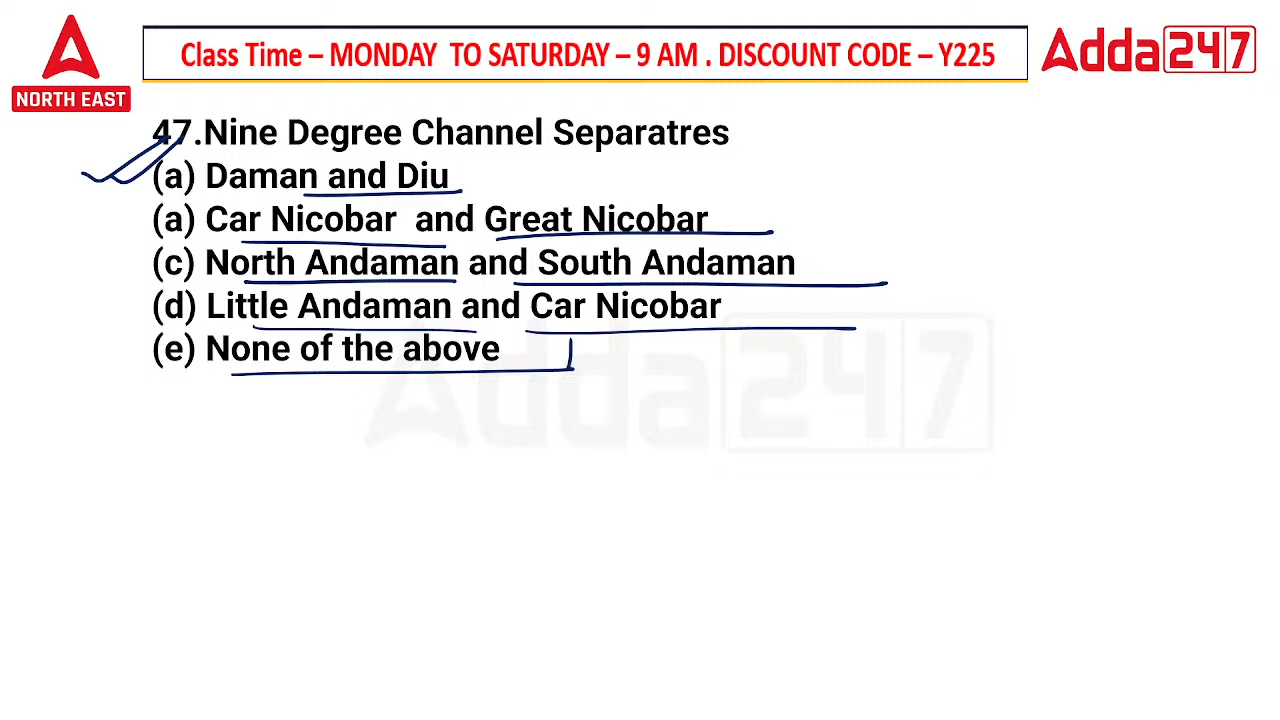 Class Time – MONDAY TO SATURDAY – 9 AM . DISCOUNT CODE – Y225
Adda247
NORTH EAST
47.Nine Degree Channel Separatres
(a) Daman and Diu
(a) Car Nicobar and Great Nicobar
(c) North Andaman and South Andaman
(d) Little Andaman and Car Nicobar
(e) None of the above
Adda247